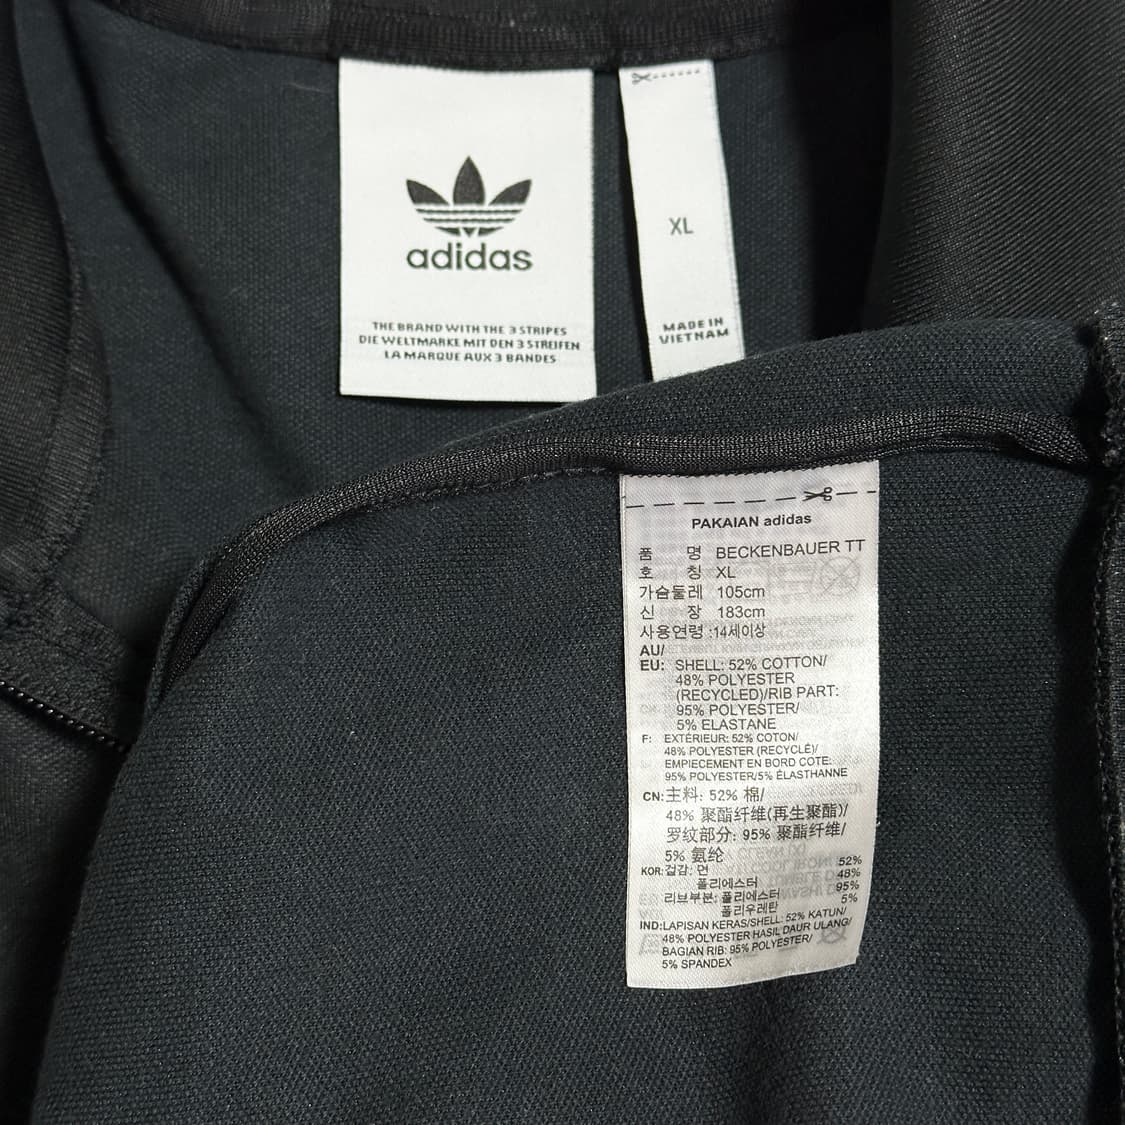 adidas
THE BRAND WITH THE 3 STRIPES
DIE WELTMARKE MIT DEN 3 STREIFEN
LA MARQUE AUX 3 BANDES
XL
MADE IN
VIETNAM
PAKAIAN adidas
품 명 BECKENBAUER TT
호 칭 XL
가슴둘레 105cm
신 장 183cm
사용연령 :14세이상
AU/
EU: SHELL: 52% COTTON/
48% POLYESTER
(RECYCLED)/RIB PART:
95% POLYESTER/
5% ELASTANE
F: EXTÉRIEUR: 52% COTON/
48% POLYESTER (RECYCLÉ)/
EMPIECEMENT EN BORD COTE:
95% POLYESTER/5% ÉLASTHANNE
CN: 主料: 52% 棉/
48% 聚酯纤维(再生聚酯)/
罗纹部分: 95% 聚酯纤维/
5% 氨纶
KOR: 겉감: 면 52%
폴리에스터 48%
리브부분: 폴리에스터 95%
폴리우레탄 5%
IND: LAPISAN KERAS/SHELL: 52% KATUN/
48% POLYESTER HASIL DAUR ULANG/
BAGIAN RIB: 95% POLYESTER/
5% SPANDEX